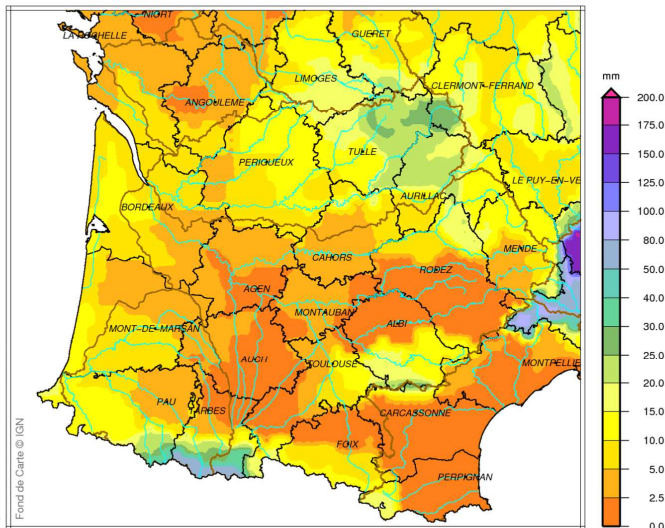 NIORT
LA ROCHELLE
GUERET
LIMOGES
CLERMONT-FERRAND
ANGOULEME
TULLE
PERIGUEUX
LE PUY-EN-VE
AURILLAC
BORDEAUX
CAHORS
MENDE
RODEZ
AGEN
MONTAUBAN
ALBI
MONT-DE-MARSAN
AUCH
TOULOUSE
MONTPELLIE
PAU
TARBES
CARCASSONNE
FOIX
PERPIGNAN
Fond de Carte © IGN
mm
200.0
175.0
150.0
125.0
100.0
80.0
50.0
40.0
30.0
25.0
20.0
15.0
10.0
5.0
2.5
0.0